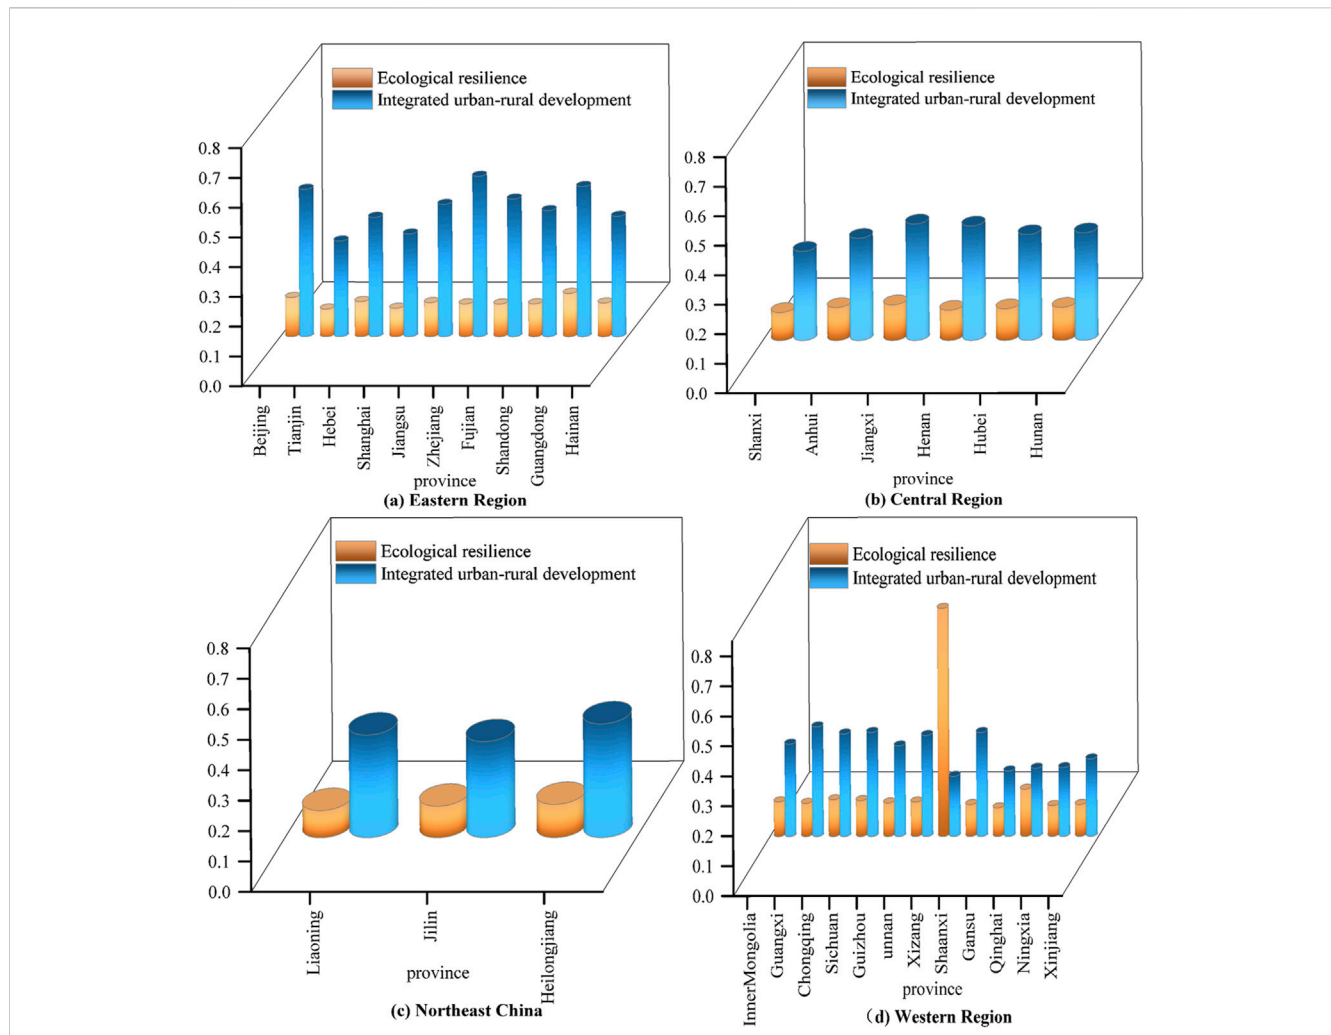 Ecological resilience
Integrated urban-rural development
0.8
0.7
0.6
0.5
0.4
0.3
0.2
0.1
0.0
Beijing
Tianjin
Hebei
Shanghai
Jiangsu
Zhejiang
Fujian
Shandong
Guangdong
Hainan
province
(a) Eastern Region
Ecological resilience
Integrated urban-rural development
0.8
0.7
0.6
0.5
0.4
0.3
0.2
0.1
0.0
Shanxi
Anhui
Jiangxi
Henan
Hubei
Hunan
province
(b) Central Region
Ecological resilience
Integrated urban-rural development
0.8
0.7
0.6
0.5
0.4
0.3
0.2
0.1
0.0
Liaoning
Jilin
Heilongjiang
province
(c) Northeast China
Ecological resilience
Integrated urban-rural development
0.8
0.7
0.6
0.5
0.4
0.3
0.2
0.1
0.0
InnerMongolia
Guangxi
Chongqing
Sichuan
Guizhou
unnan
Xizang
Shaanxi
Gansu
Qinghai
Ningxia
Xinjiang
province
(d) Western Region